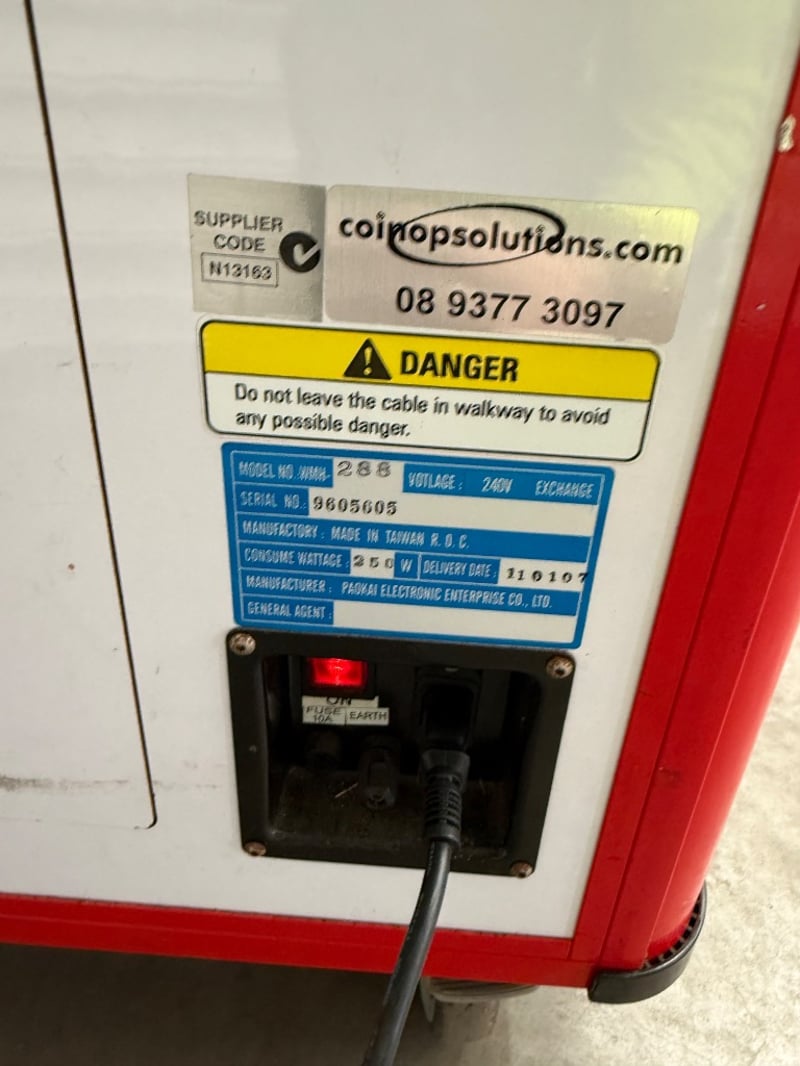 SUPPLIER
CODE
N13163
coinopsolutions.com
08 9377 3097
DANGER
Do not leave the cable in walkway to avoid
any possible danger.
MODEL NO. WMH- 288 VOTLAGE : 240V EXCHANGE
SERIAL NO.: 9605605
MANUFACTORY : MADE IN TAIWAN R. O. C.
CONSUME WATTAGE : 250 W DELIVERY DATE : 110107
MANUFACTURER : PAOKAI ELECTRONIC ENTERPRISE CO., LTD.
GENERAL AGENT :
ON
FUSE EARTH
10A